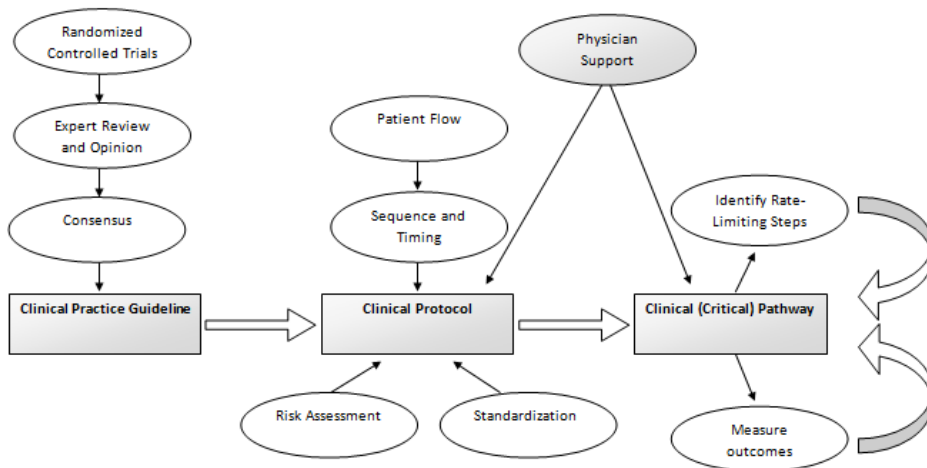 Randomized
Controlled Trials
Physician
Support
Expert Review
and Opinion
Patient Flow
Consensus
Sequence and
Timing
Identify Rate-
Limiting Steps
Clinical Practice Guideline
Clinical Protocol
Clinical (Critical) Pathway
Risk Assessment
Standardization
Measure
outcomes